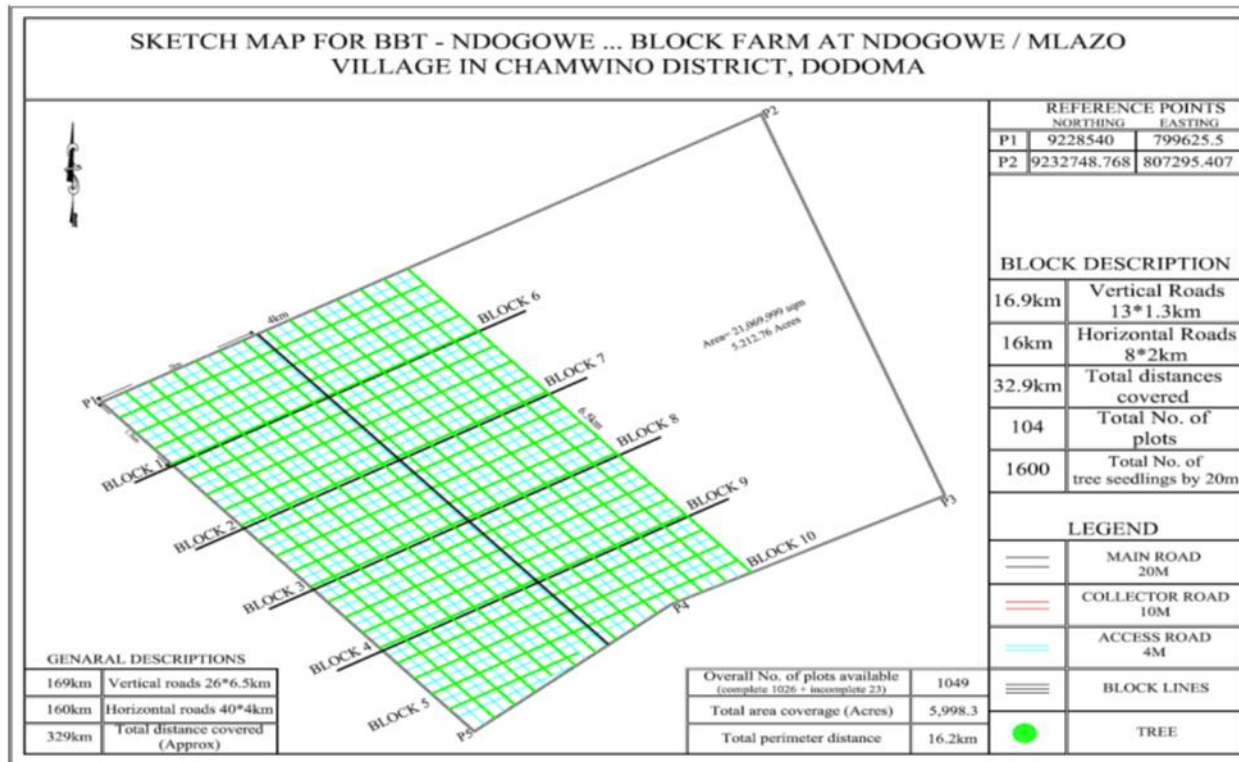 SKETCH MAP FOR BBT - NDOGOWE ... BLOCK FARM AT NDOGOWE / MLAZO
VILLAGE IN CHAMWINO DISTRICT, DODOMA
P2
4km
BLOCK 6
BLOCK 7
Area= 21,069,999 sqm
5,212.76 Acres
P1
6.5km
BLOCK 8
BLOCK 1
BLOCK 9
P3
BLOCK 2
BLOCK 10
BLOCK 3
P4
BLOCK 4
BLOCK 5
P5
REFERENCE POINTS
NORTHING EASTING
P1 9228540 799625.5
P2 9232748.768 807295.407
BLOCK DESCRIPTION
16.9km Vertical Roads
13*1.3km
16km Horizontal Roads
8*2km
32.9km Total distances
covered
104 Total No. of
plots
1600 Total No. of
tree seedlings by 20m
LEGEND
MAIN ROAD
20M
COLLECTOR ROAD
10M
ACCESS ROAD
4M
BLOCK LINES
TREE
GENARAL DESCRIPTIONS
169km Vertical roads 26*6.5km
160km Horizontal roads 40*4km
329km Total distance covered
(Approx)
Overall No. of plots available
(complete 1026 + incomplete 23) 1049
Total area coverage (Acres) 5,998.3
Total perimeter distance 16.2km